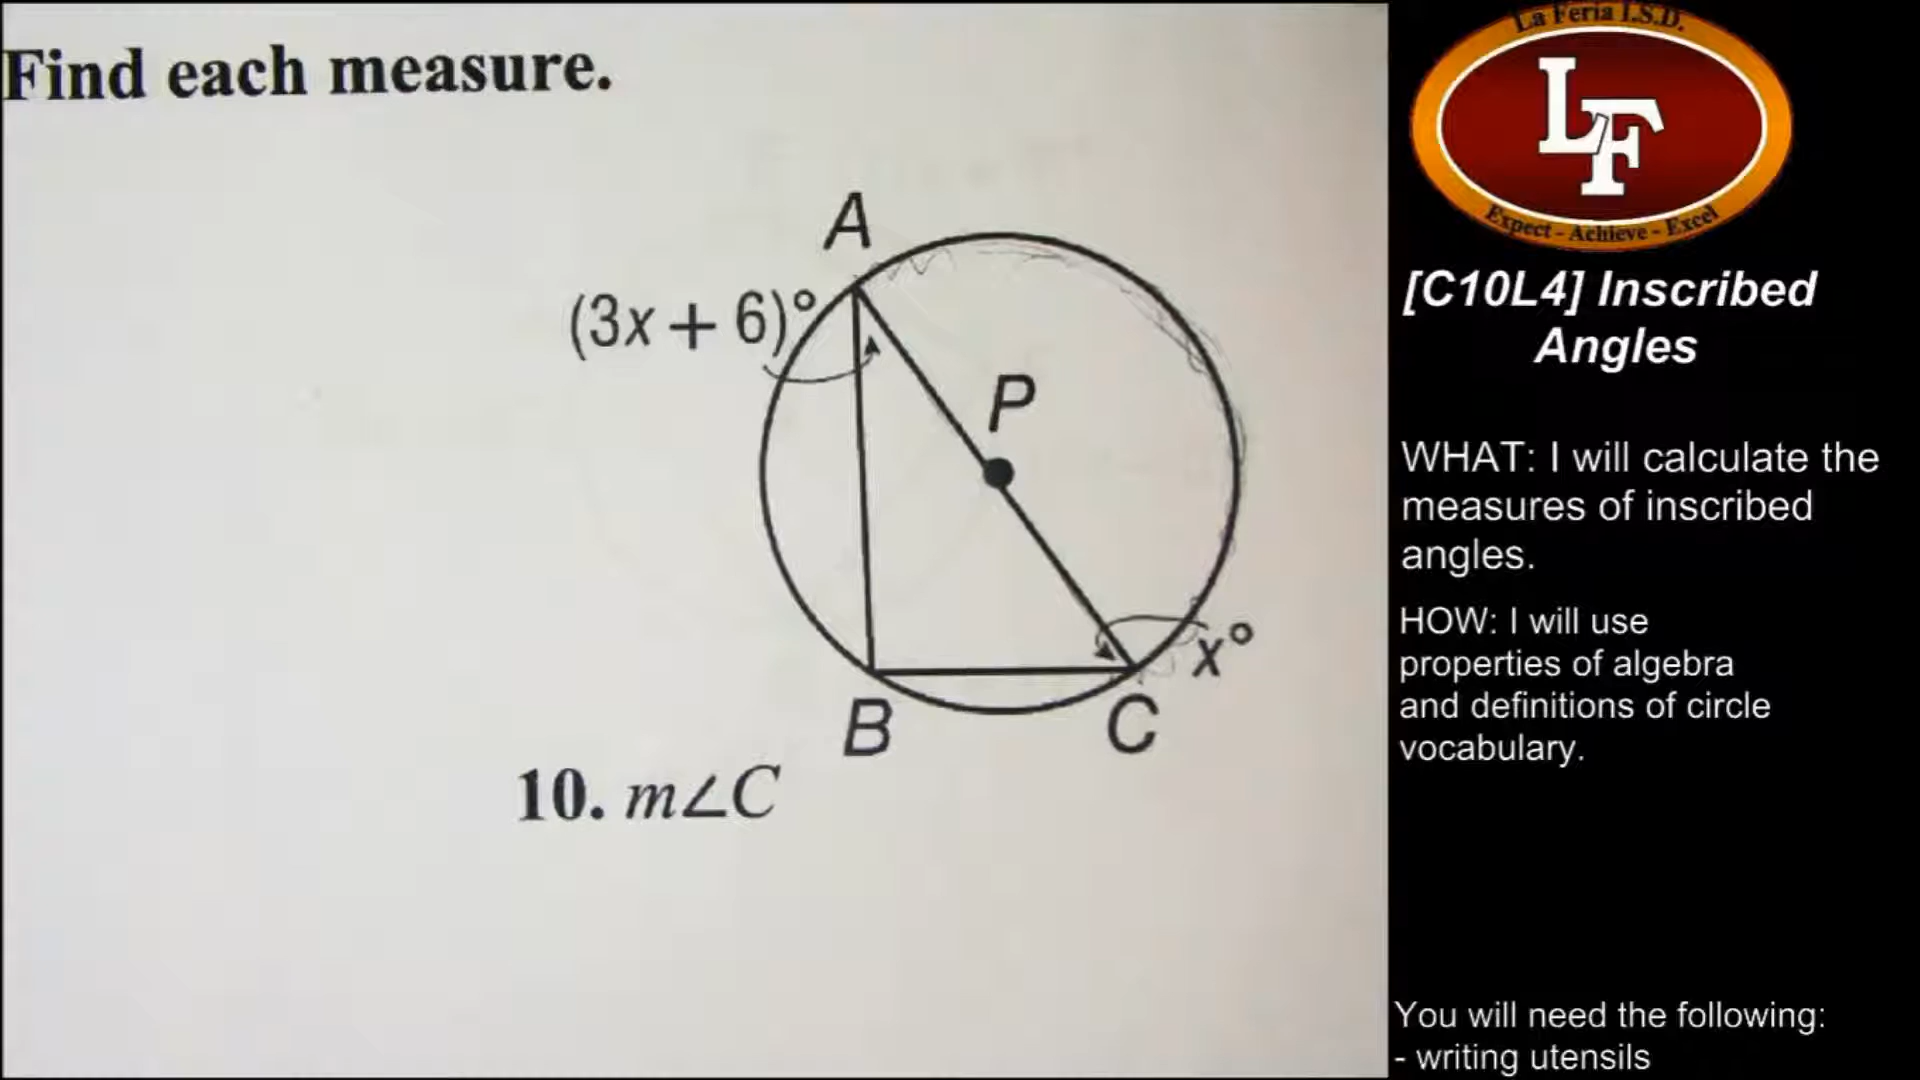 Find each measure.
A
(3x + 6)°
P
x°
B
C
10. m∠C
La Feria I.S.D.
LF
Expect - Achieve - Excel
[C10L4] Inscribed
Angles
WHAT: I will calculate the
measures of inscribed
angles.
HOW: I will use
properties of algebra
and definitions of circle
vocabulary.
You will need the following:
- writing utensils